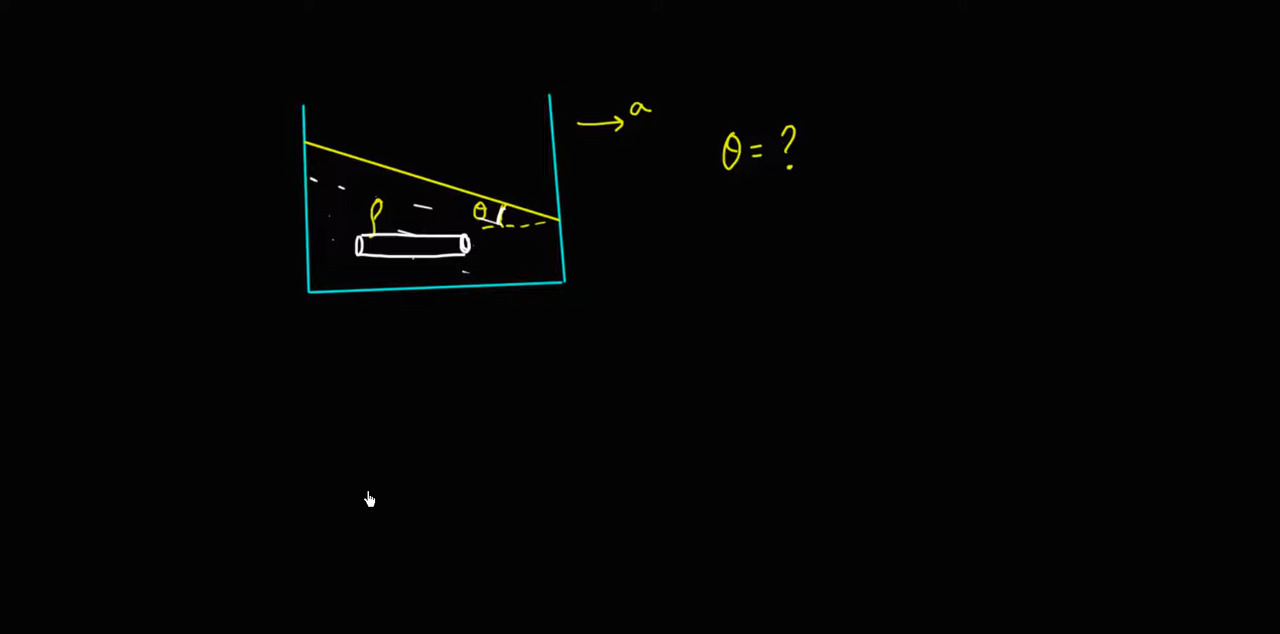 a
θ = ?
ρ
θ